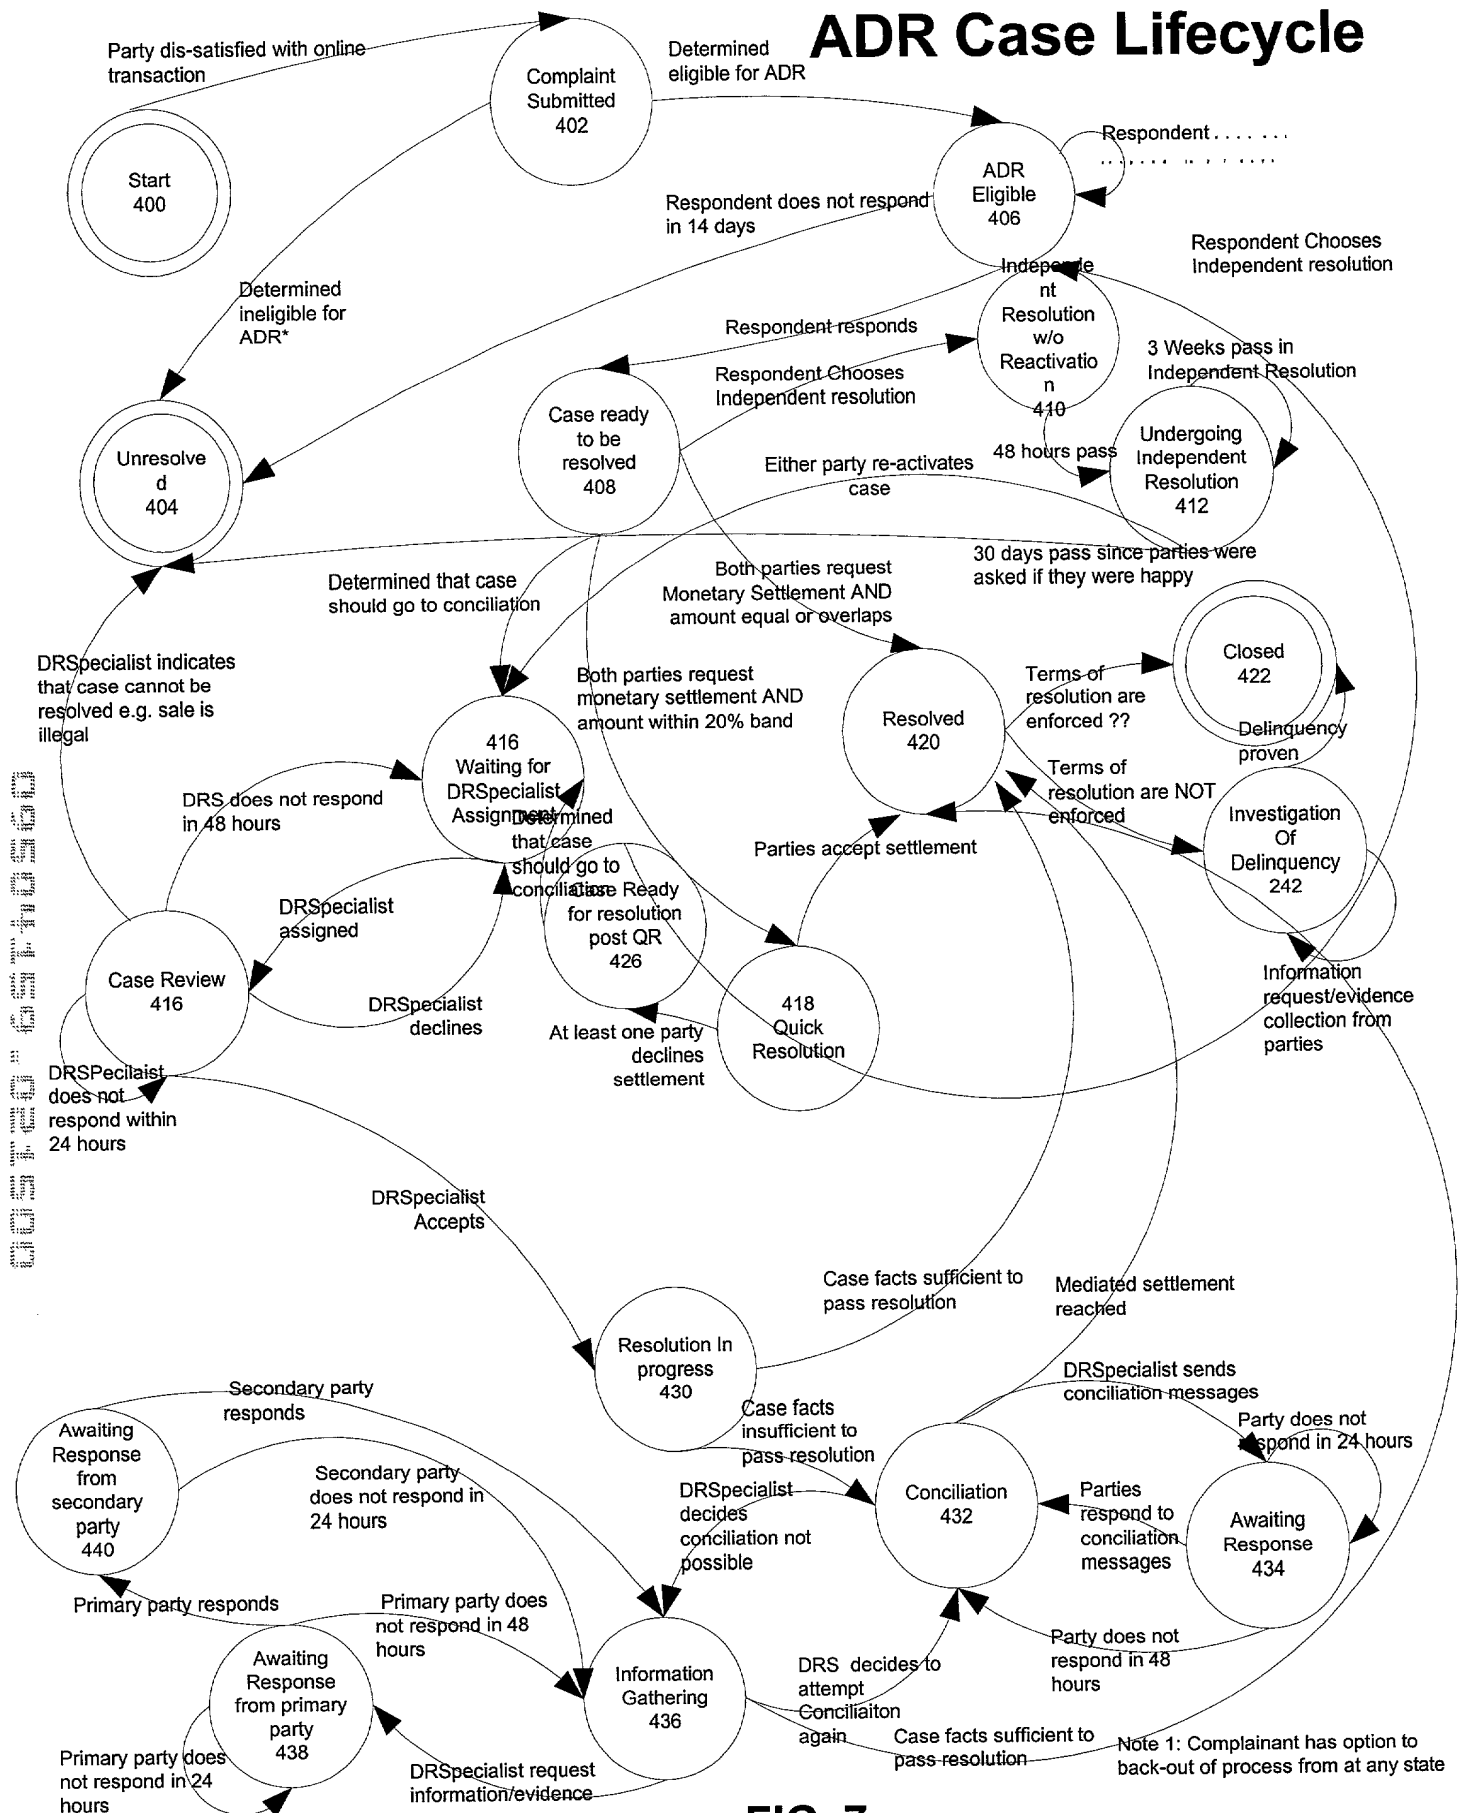 ADR Case Lifecycle
Party dis-satisfied with online
transaction
Complaint
Submitted
402
Determined
eligible for ADR
Start
400
ADR
Eligible
406
Respondent
Respondent does not respond
in 14 days
Respondent Chooses
Independent resolution
Determined
ineligible for
ADR*
Independe
nt
Resolution
w/o
Reactivatio
n
410
Respondent responds
3 Weeks pass in
Independent Resolution
Respondent Chooses
Independent resolution
Case ready
to be
resolved
408
Unresolve
d
404
48 hours pass
Undergoing
Independent
Resolution
412
Either party re-activates
case
30 days pass since parties were
asked if they were happy
Determined that case
should go to conciliation
Both parties request
Monetary Settlement AND
amount equal or overlaps
Closed
422
DRSpecialist indicates
that case cannot be
resolved e.g. sale is
illegal
Both parties request
monetary settlement AND
amount within 20% band
Resolved
420
Terms of
resolution are
enforced ??
Delinquency
proven
416
Waiting for
DRSpecialist
Assignment
Terms of
resolution are NOT
enforced
DRS does not respond
in 48 hours
Determined
that case
should go to
conciliation
Investigation
Of
Delinquency
242
Parties accept settlement
Case Ready
for resolution
post QR
426
DRSpecialist
assigned
Case Review
416
DRSpecialist
declines
418
Quick
Resolution
Information
request/evidence
collection from
parties
At least one party
declines
settlement
DRSPecilaist
does not
respond within
24 hours
DRSpecialist
Accepts
Case facts sufficient to
pass resolution
Mediated settlement
reached
Resolution In
progress
430
DRSpecialist sends
conciliation messages
Secondary party
responds
Case facts
insufficient to
pass resolution
Party does not
respond in 24 hours
Awaiting
Response
from
secondary
party
440
Secondary party
does not respond in
24 hours
DRSpecialist
decides
conciliation not
possible
Conciliation
432
Parties
respond to
conciliation
messages
Awaiting
Response
434
Primary party responds
Primary party does
not respond in 48
hours
Party does not
respond in 48
hours
Awaiting
Response
from primary
party
438
Information
Gathering
436
DRS decides to
attempt
Conciliaiton
again
Case facts sufficient to
pass resolution
Note 1: Complainant has option to
back-out of process from at any state
Primary party does
not respond in 24
hours
DRSpecialist request
information/evidence